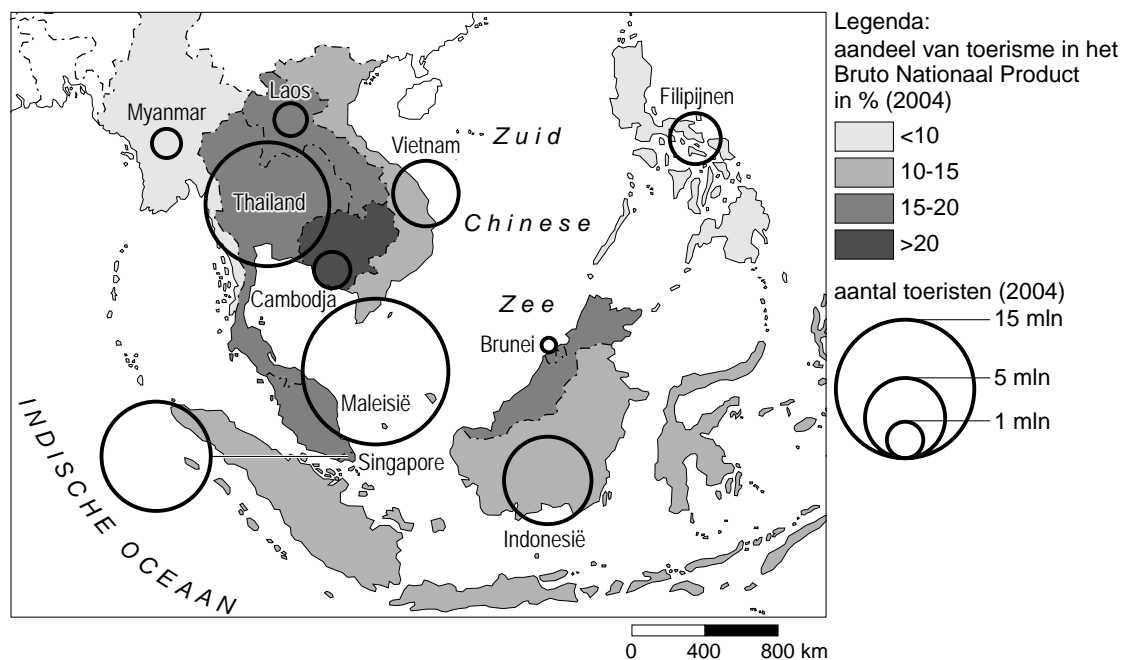 Legenda:
aandeel van toerisme in het
Bruto Nationaal Product
in % (2004)
<10
10-15
15-20
>20
aantal toeristen (2004)
15 mln
5 mln
1 mln
Myanmar
Laos
Filipijnen
Zuid
Vietnam
Thailand
Chinese
Cambodja
Zee
Brunei
Maleisië
Singapore
Indonesië
INDISCHE OCEAAN
0 400 800 km